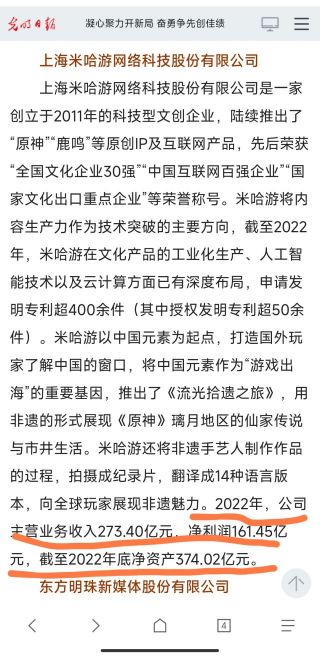 光明日报
凝心聚力开新局 奋勇争先创佳绩
上海米哈游网络科技股份有限公司
上海米哈游网络科技股份有限公司是一家
创立于2011年的科技型文创企业，陆续推出了
“原神”“鹿鸣”等原创IP及互联网产品，先后荣获
“全国文化企业30强”“中国互联网百强企业”“国
家文化出口重点企业”等荣誉称号。米哈游将内
容生产力作为技术突破的主要方向，截至2022
年，米哈游在文化产品的工业化生产、人工智
能技术以及云计算方面已有深度布局，申请发
明专利超400余件（其中授权发明专利超50余
件）。米哈游以中国元素为起点，打造国外玩
家了解中国的窗口，将中国元素作为“游戏出
海”的重要基因，推出了《流光拾遗之旅》，用
非遗的形式展现《原神》璃月地区的仙家传说
与市井生活。米哈游还将非遗手艺人制作作品
的过程，拍摄成纪录片，翻译成14种语言版
本，向全球玩家展现非遗魅力。2022年，公司
主营业务收入273.40亿元，净利润161.45亿
元，截至2022年底净资产374.02亿元。
东方明珠新媒体股份有限公司
4